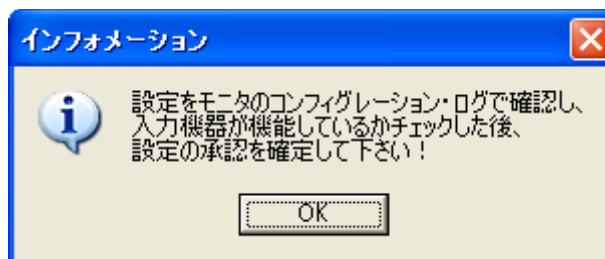 インフォメーション
設定をモニタのコンフィグレーション・ログで確認し、
入力機器が機能しているかチェックした後、
設定の承認を確定して下さい！
OK